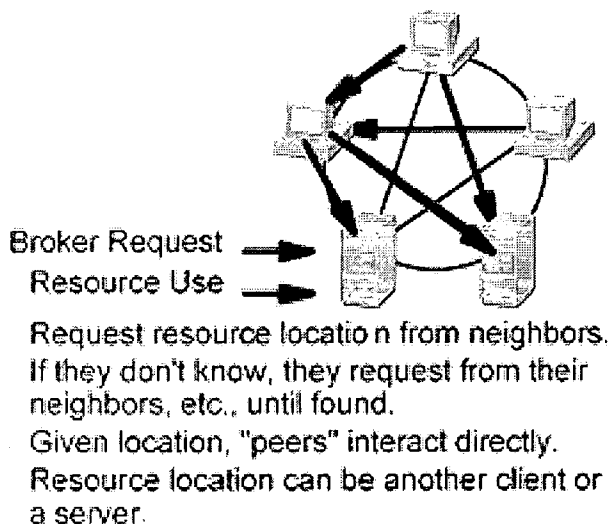 Broker Request
Resource Use
Request resource location from neighbors.
If they don't know, they request from their
neighbors, etc., until found.
Given location, "peers" interact directly.
Resource location can be another client or
a server.